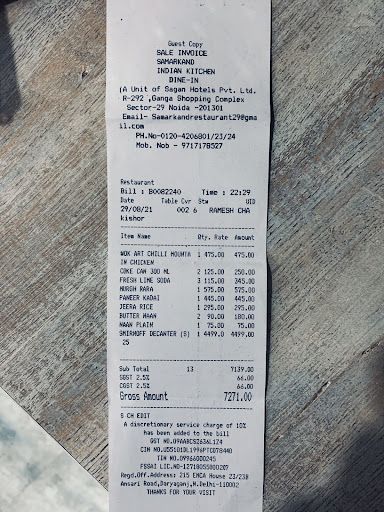 Guest Copy
SALE INVOICE
SAMARKAND
INDIAN KITCHEN
DINE-IN
(A Unit of Sagan Hotels Pvt. Ltd.
R-292 ,Ganga Shopping Complex
Sector-29 Noida -201301
Email- Samarkandrestaurant29@gma
il.com
PH.No-0120-4206801/23/24
Mob. Nob - 9717178527
Restaurant
Bill : B0082240 Time : 22:29
Date Table Cvr Stw UID
29/08/21 002 6 RAMESH CHA
kishor
Item Name Qty. Rate Amount
WOK ART CHILLI MOUNTA 1 475.00 475.00
IN CHICKEN
COKE CAN 300 ML 2 125.00 250.00
FRESH LIME SODA 3 115.00 345.00
MURGH RARA 1 575.00 575.00
PANEER KADAI 1 445.00 445.00
JEERA RICE 1 295.00 295.00
BUTTER NAAN 2 90.00 180.00
NAAN PLAIN 1 75.00 75.00
SMIRNOFF DECANTER (S) 1 4499.0 4499.00
25
Sub Total 13 7139.00
SGST 2.5% 66.00
CGST 2.5% 66.00
Gross Amount 7271.00
S CH EDIT
A discretionary service charge of 10%
has been added to the bill
GST NO.09AABCS2636L1Z4
CIN NO.U55101DL1996PTC078440
TIN NO.09966000245
FSSAI LIC.NO-12718055000207
Regd.Off.Address: 215 ENCA House 23/23B
Ansari Road,Daryaganj,N.Delhi-110002
THANKS FOR YOUR VISIT